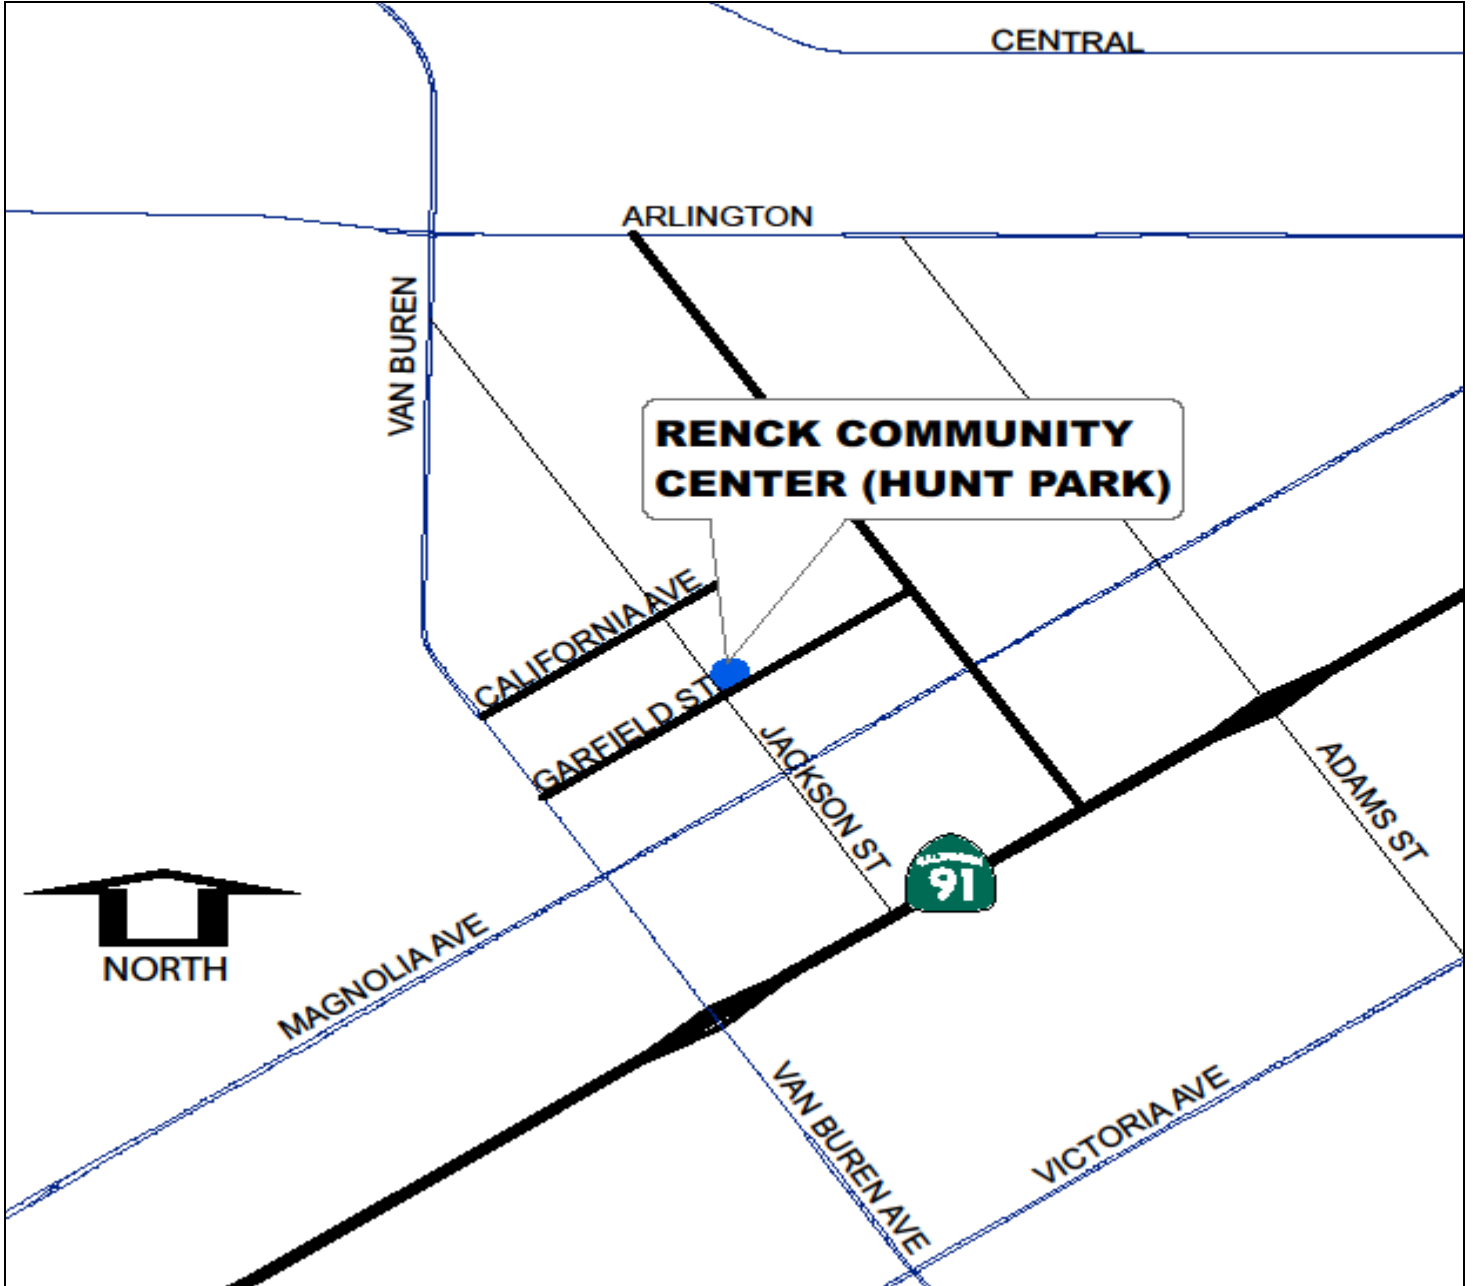 CENTRAL
ARLINGTON
VAN BUREN
RENCK COMMUNITY
CENTER (HUNT PARK)
CALIFORNIA AVE
GARFIELD ST
JACKSON ST
ADAMS ST
CALIFORNIA
91
MAGNOLIA AVE
NORTH
VAN BUREN AVE
VICTORIA AVE